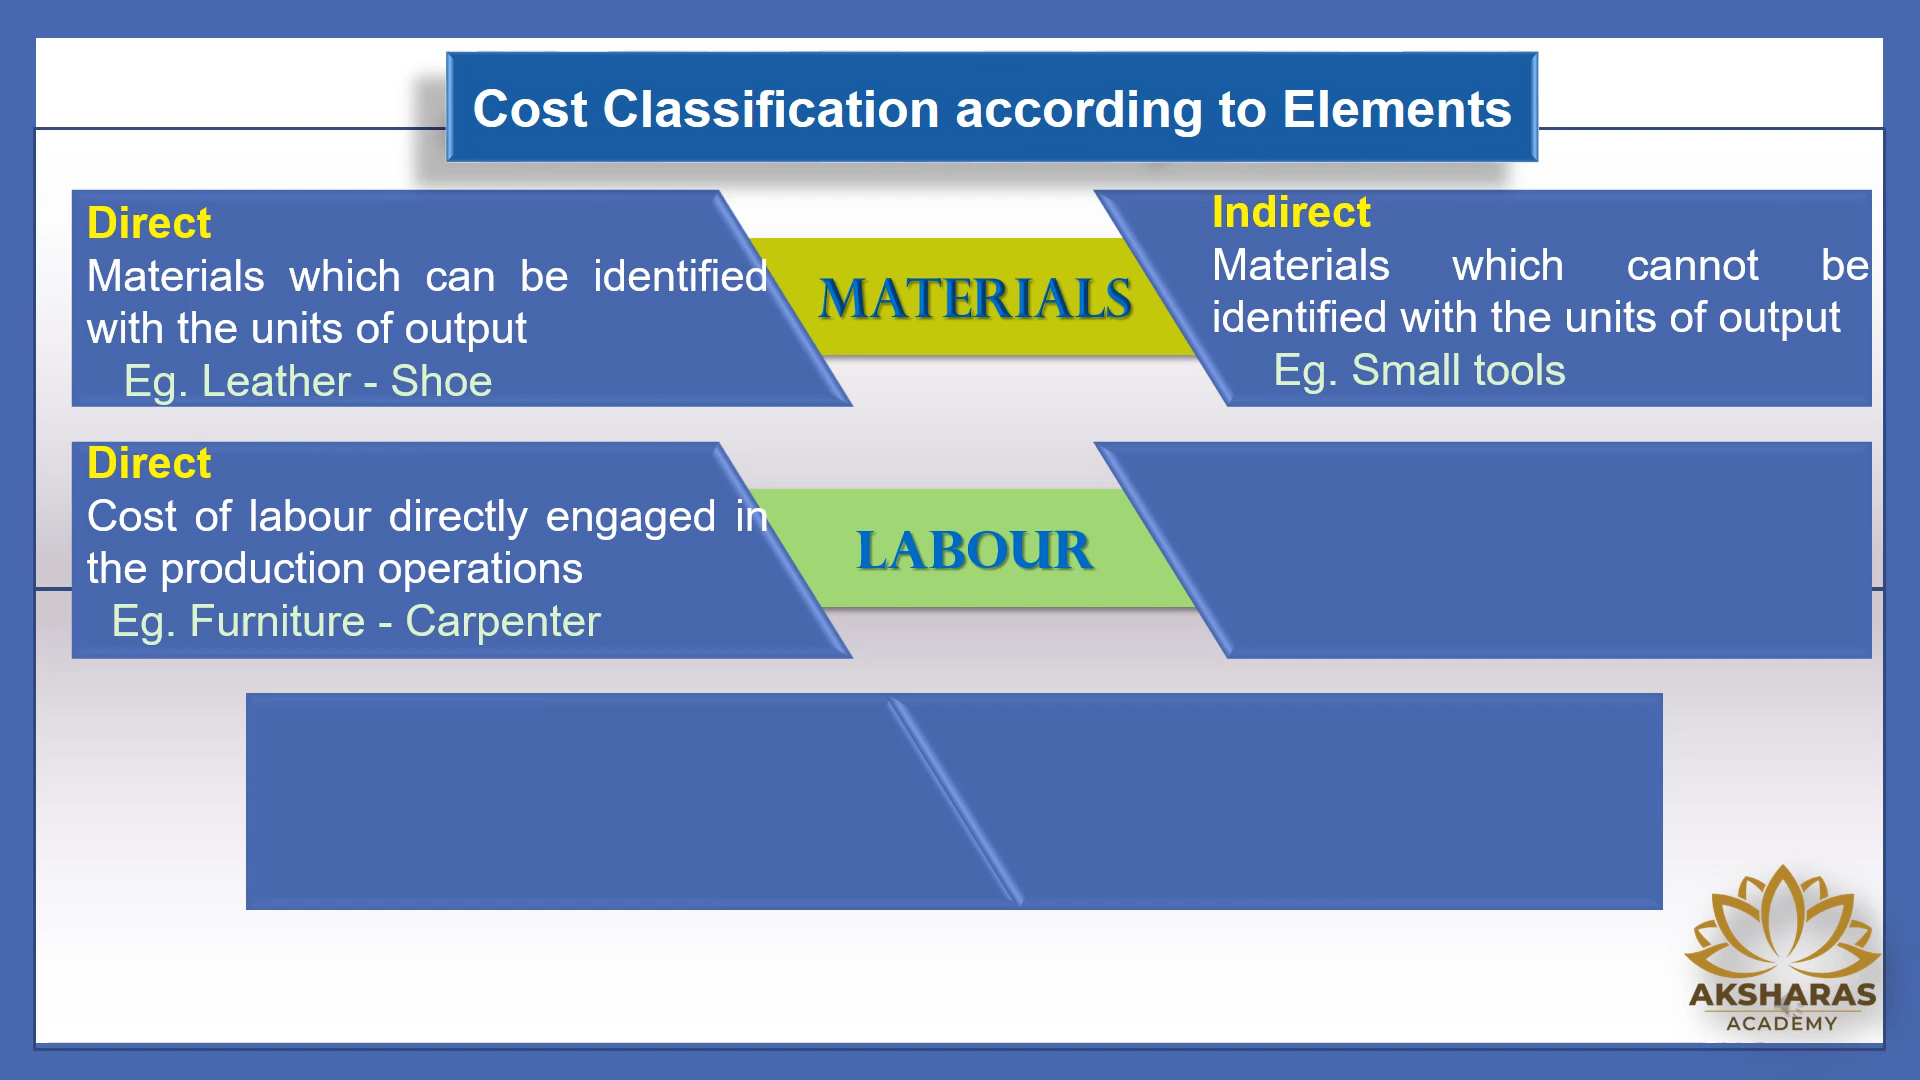 Cost Classification according to Elements
Direct
Materials which can be identified
with the units of output
Eg. Leather - Shoe
MATERIALS
Indirect
Materials which cannot be
identified with the units of output
Eg. Small tools
Direct
Cost of labour directly engaged in
the production operations
Eg. Furniture - Carpenter
LABOUR
AKSHARAS
ACADEMY